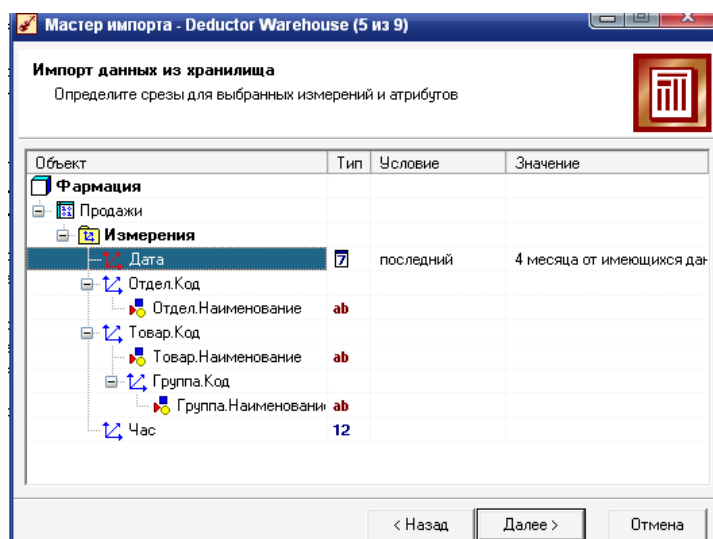 Мастер импорта - Deductor Warehouse (5 из 9)
Импорт данных из хранилища
Определите срезы для выбранных измерений и атрибутов
Объект Тип Условие Значение
Фармация
Продажи
Измерения
Дата 7 последний 4 месяца от имеющихся дан
Отдел.Код
Отдел.Наименование ab
Товар.Код
Товар.Наименование ab
Группа.Код
Группа.Наименовани ab
Час 12
< Назад Далее > Отмена